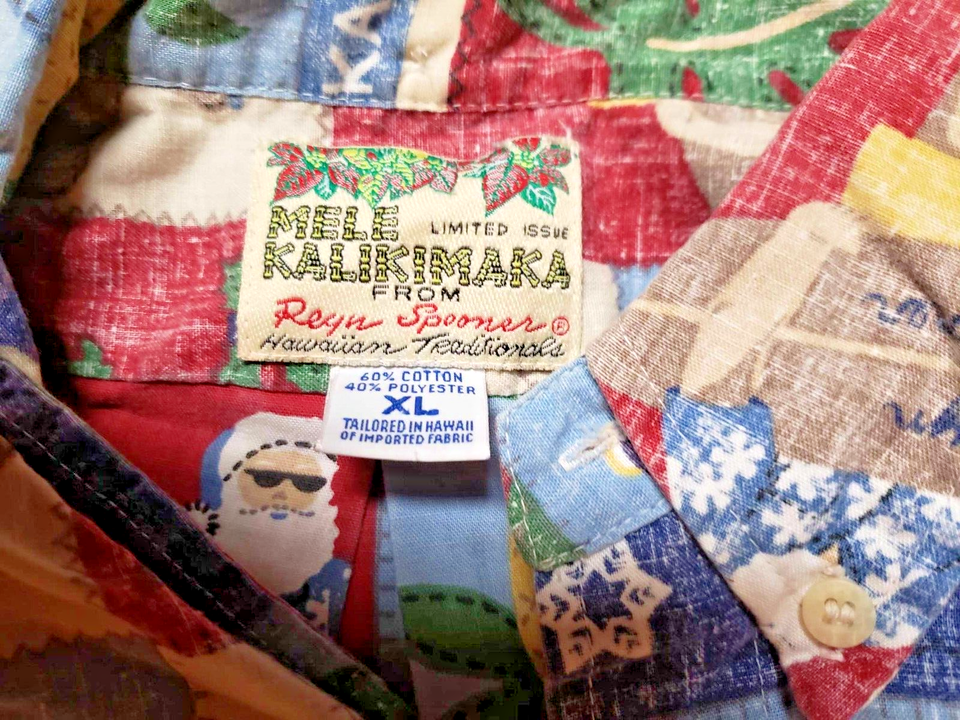 KA
MELE
LIMITED ISSUE
KALIKIMAKA
FROM
Reyn Spooner ®
Hawaiian Traditionals
60% COTTON
40% POLYESTER
XL
TAILORED IN HAWAII
OF IMPORTED FABRIC